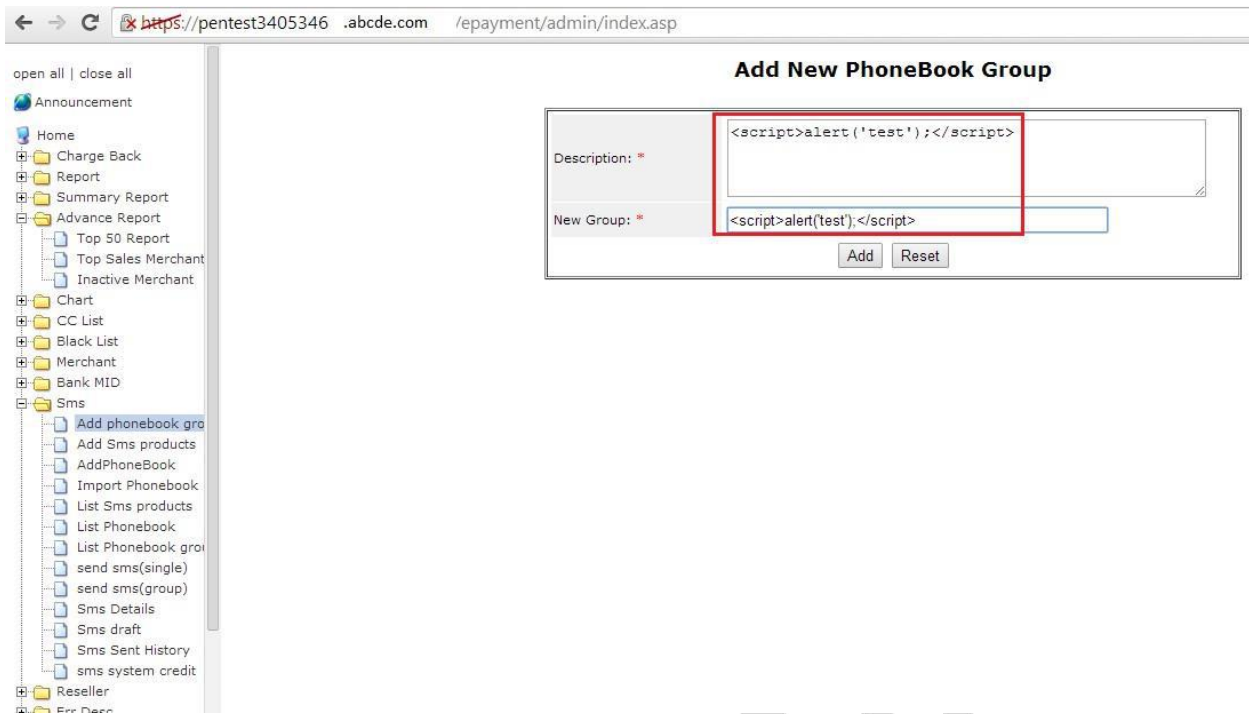 https://pentest3405346 .abcde.com /epayment/admin/index.asp
open all | close all
Announcement
Home
Charge Back
Report
Summary Report
Advance Report
Top 50 Report
Top Sales Merchant
Inactive Merchant
Chart
CC List
Black List
Merchant
Bank MID
Sms
Add phonebook gro
Add Sms products
AddPhoneBook
Import Phonebook
List Sms products
List Phonebook
List Phonebook grou
send sms(single)
send sms(group)
Sms Details
Sms draft
Sms Sent History
sms system credit
Reseller
Err Desc
Add New PhoneBook Group
Description: *
<script>alert('test');</script>
New Group: *
<script>alert('test');</script>
Add Reset